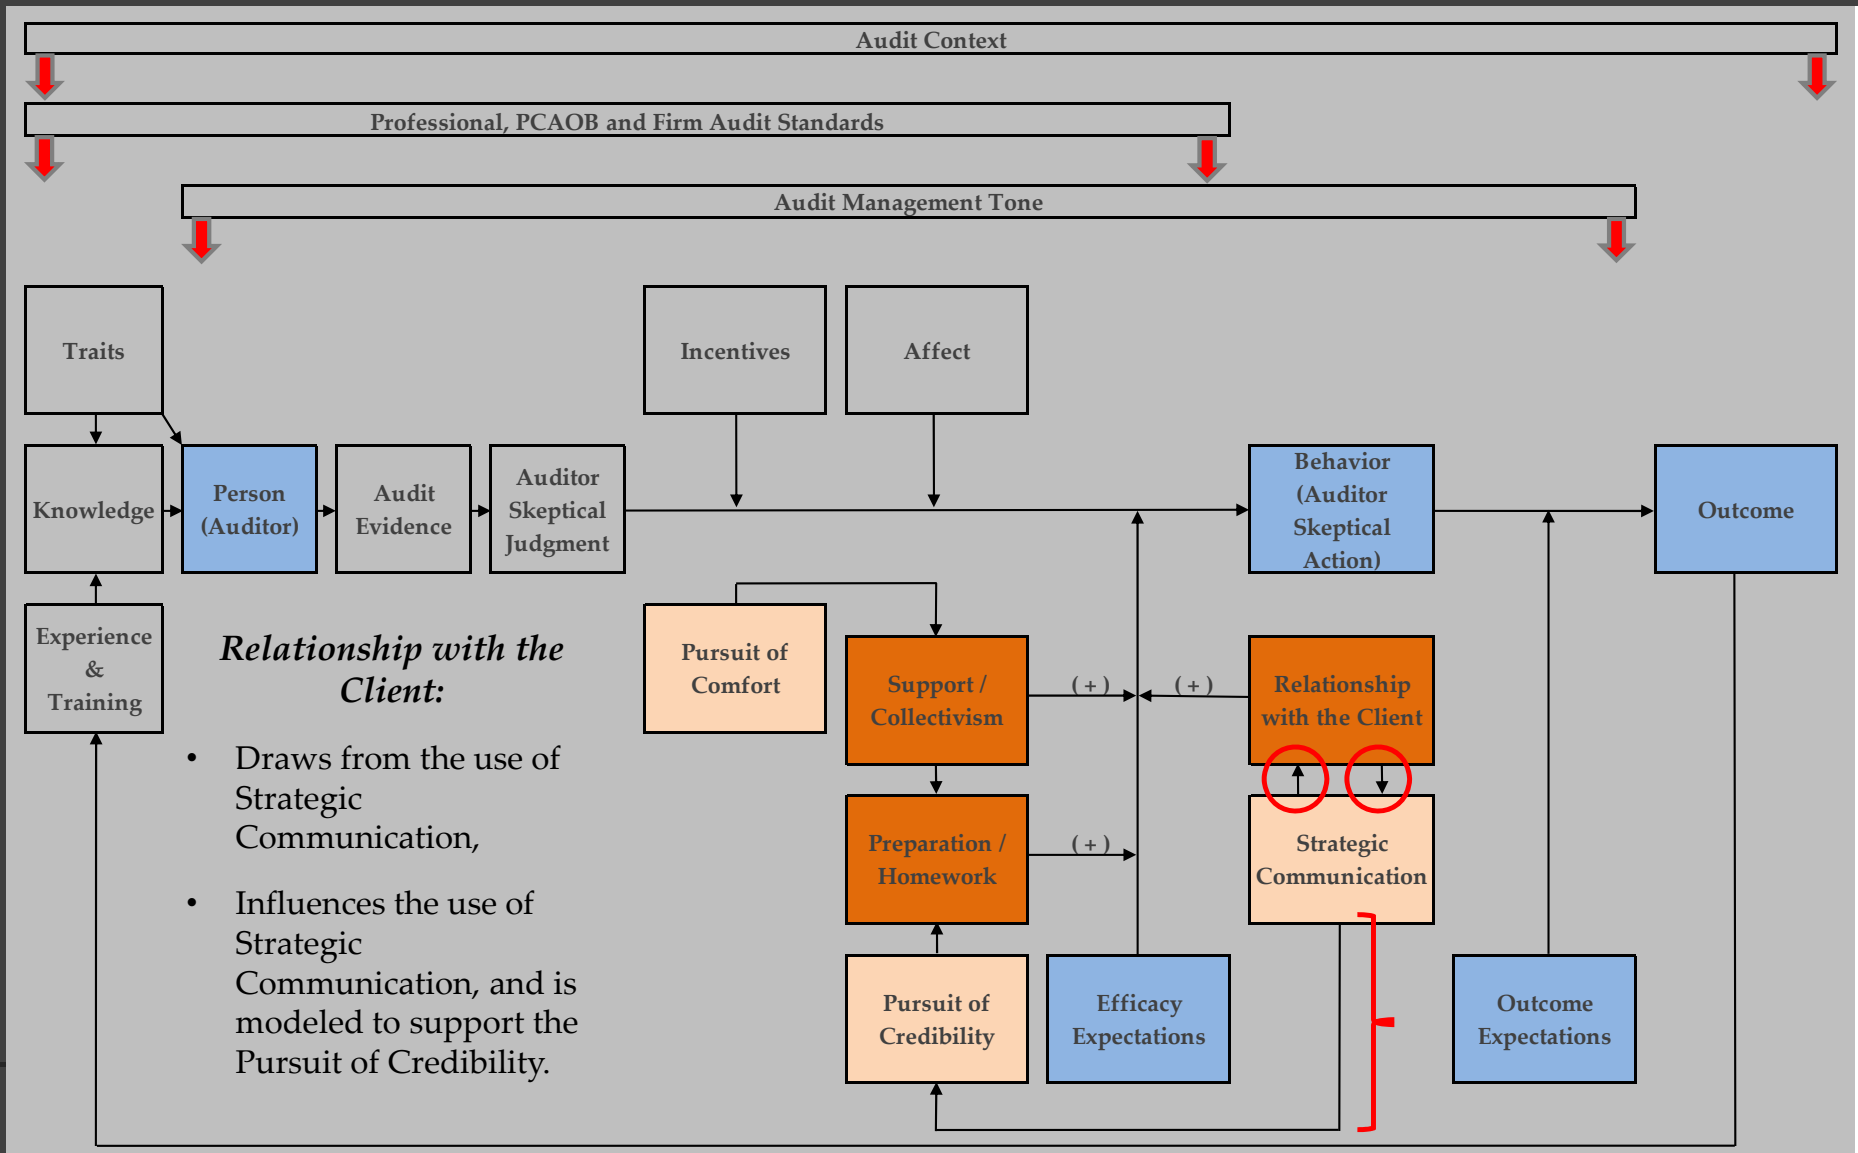 Audit Context
Professional, PCAOB and Firm Audit Standards
Audit Management Tone
Traits
Incentives
Affect
Knowledge
Person
(Auditor)
Audit
Evidence
Auditor
Skeptical
Judgment
Behavior
(Auditor
Skeptical
Action)
Outcome
Experience
&
Training
Relationship with the
Client:
• Draws from the use of
Strategic
Communication,
• Influences the use of
Strategic
Communication, and is
modeled to support the
Pursuit of Credibility.
Pursuit of
Comfort
Support /
Collectivism
( + )
( + )
Relationship
with the Client
Preparation /
Homework
( + )
Strategic
Communication
Pursuit of
Credibility
Efficacy
Expectations
Outcome
Expectations